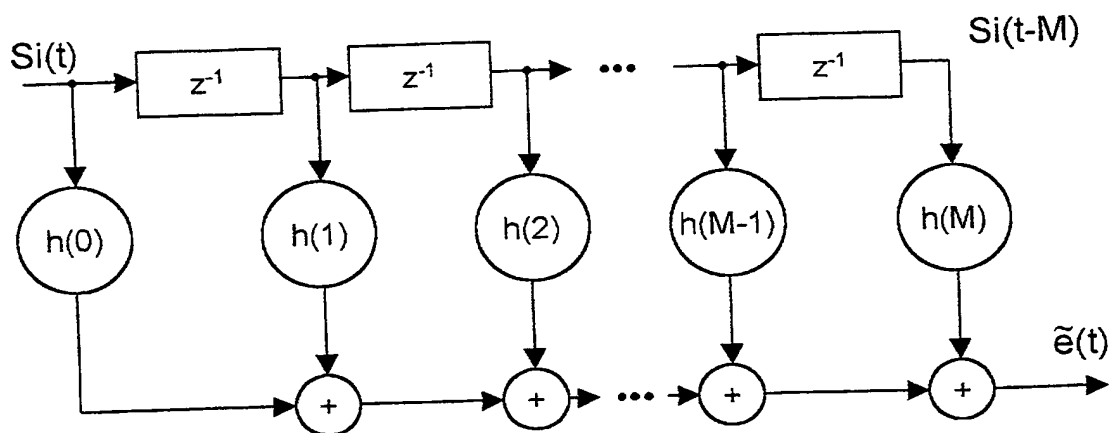 Si(t)
Si(t-M)
z⁻¹
z⁻¹
•••
z⁻¹
h(0)
h(1)
h(2)
h(M-1)
h(M)
ẽ(t)
+
+
•••
+
+